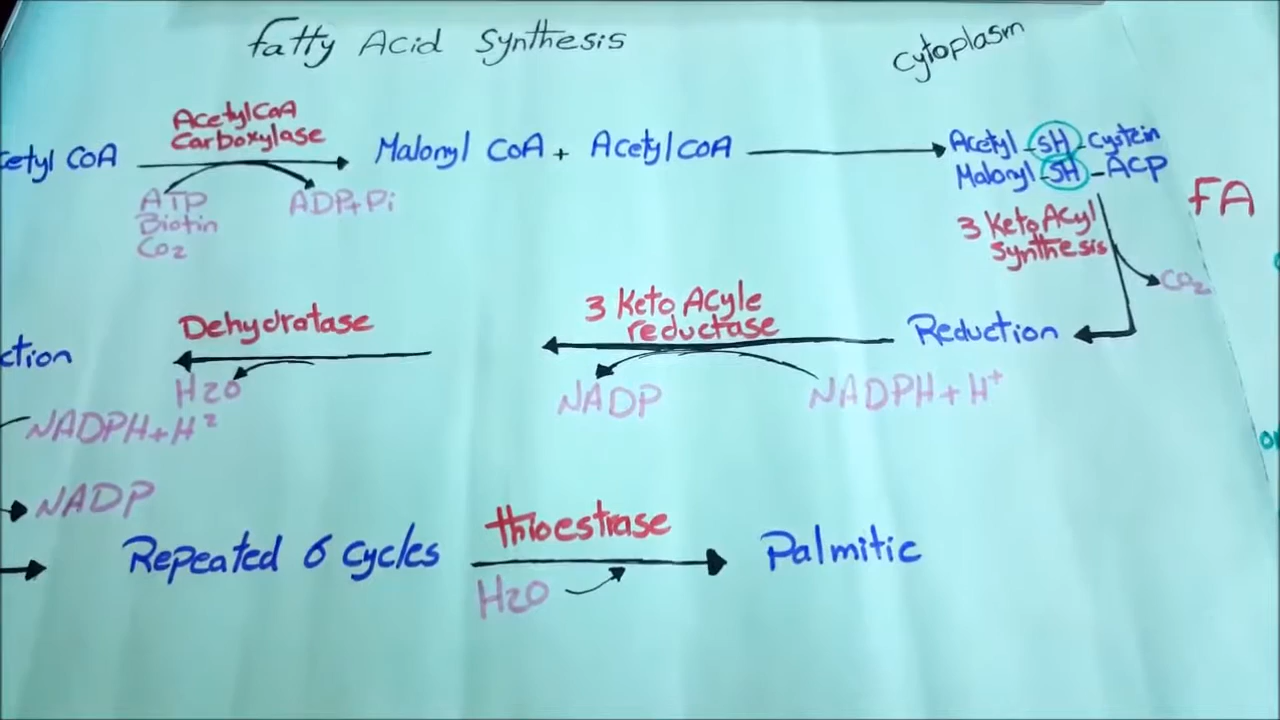 Fatty Acid Synthesis
cytoplasm
AcetylCoA
Carboxylase
cetyl CoA
Malonyl CoA + Acetyl CoA
Acetyl-SH-Cystein
Malonyl-SH-ACP
ATP
Biotin
CO2
ADP+Pi
3 Keto Acyl
Synthesis
FA
CO2
Dehydratase
3 Keto Acyle
reductase
Reduction
ction
H2O
NADP
NADPH + H+
NADPH+H2
NADP
Repeated 6 cycles
thioestrase
Palmitic
H2O